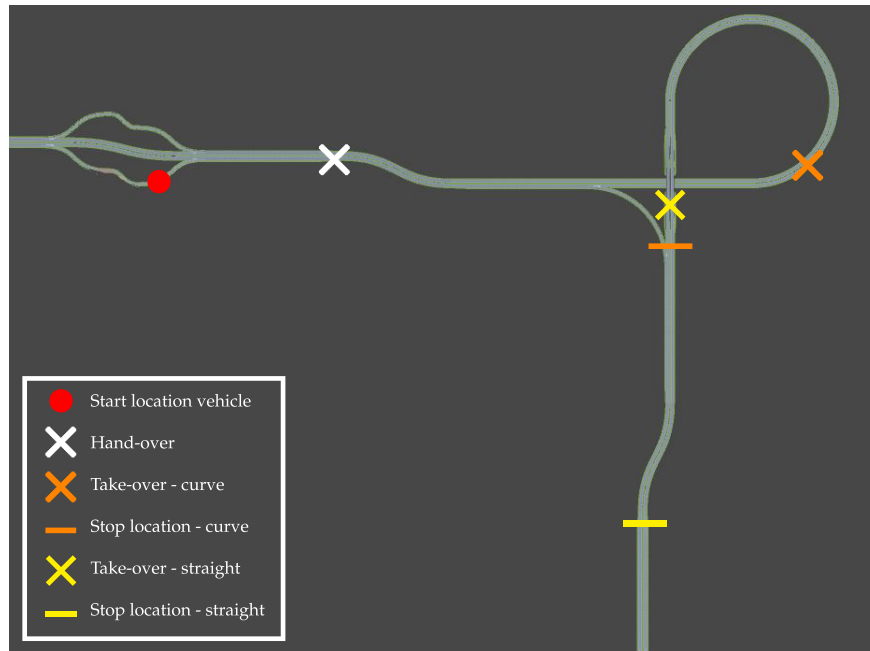 Start location vehicle
Hand-over
Take-over - curve
Stop location - curve
Take-over - straight
Stop location - straight